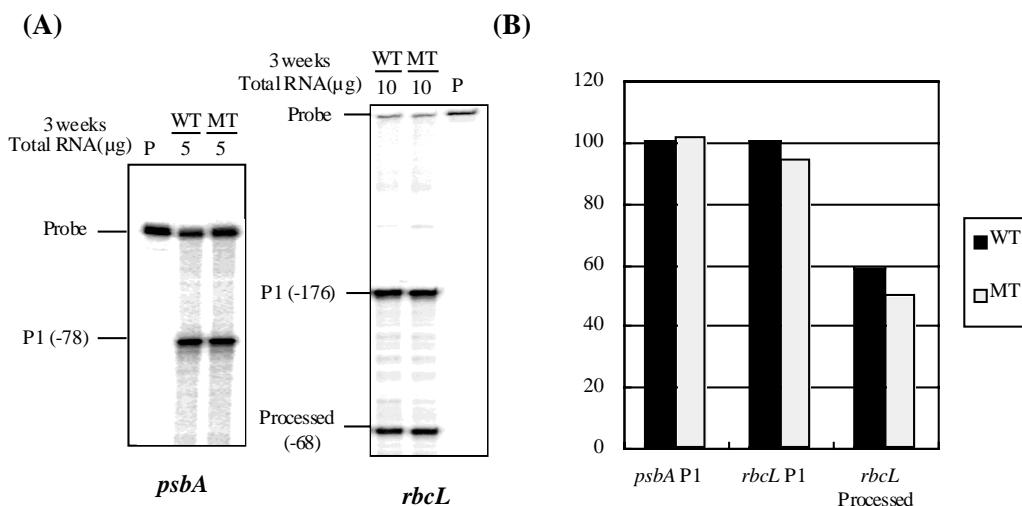 (A)
3 weeks
Total RNA(µg)
WT MT
P 5 5
Probe
P1 (-78)
psbA
3 weeks
Total RNA(µg)
WT MT
10 10 P
Probe
P1 (-176)
Processed
(-68)
rbcL
(B)
120
100
80
60
40
20
0
psbA P1
rbcL P1
rbcL
Processed
WT
MT